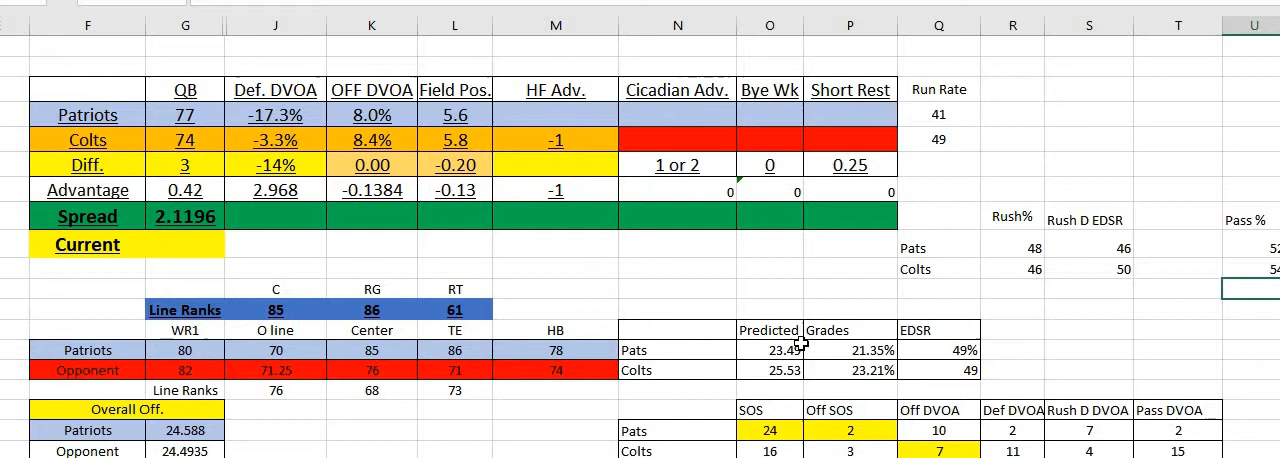 F G J K L M N O P Q R S T U
QB Def. DVOA OFF DVOA Field Pos. HF Adv. Cicadian Adv. Bye Wk Short Rest Run Rate
Patriots 77 -17.3% 8.0% 5.6 41
Colts 74 -3.3% 8.4% 5.8 -1 49
Diff. 3 -14% 0.00 -0.20 1 or 2 0 0.25
Advantage 0.42 2.968 -0.1384 -0.13 -1 0 0 0
Spread 2.1196 Rush% Rush D EDSR Pass %
Current Pats 48 46 52
Colts 46 50 54
C RG RT
Line Ranks 85 86 61
WR1 O line Center TE HB Predicted Grades EDSR
Patriots 80 70 85 86 78 Pats 23.49 21.35% 49%
Opponent 82 71.25 76 71 74 Colts 25.53 23.21% 49
Line Ranks 76 68 73
Overall Off. SOS Off SOS Off DVOA Def DVOA Rush D DVOA Pass DVOA
Patriots 24.588 Pats 24 2 10 2 7 2
Opponent 24.4935 Colts 16 3 7 11 4 15